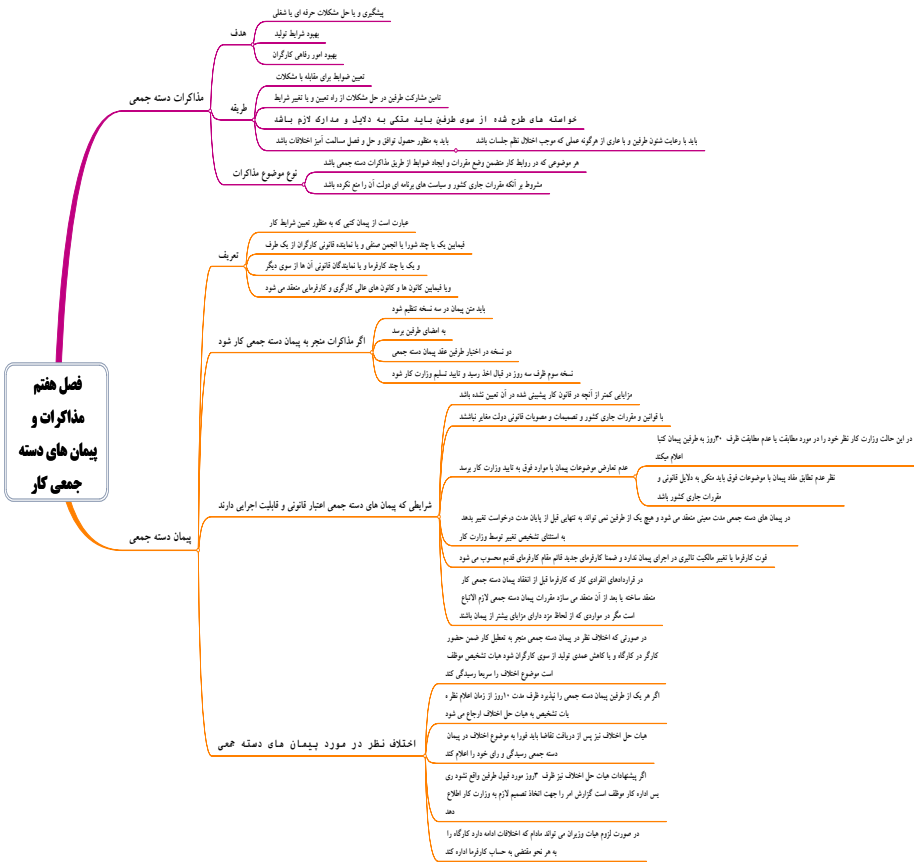 فصل هفتم
مذاکرات و
پیمان های دسته
جمعی کار
مذاکرات دسته جمعی
هدف
پیشگیری و یا حل مشکلات حرفه ای یا شغلی
بهبود شرایط تولید
بهبود امور رفاهی کارگران
طریقه
تعیین ضوابط برای مقابله با مشکلات
تامین مشارکت طرفین در حل مشکلات از راه تعیین و یا تغییر شرایط
خواسته های طرح شده از سوی طرفین باید متکی به دلایل و مدارک لازم باشد
باید به منظور حصول توافق و حل و فصل مسالمت آمیز اختلافات باشد
باید با رعایت شئون طرفین و با عاری از هرگونه عملی که موجب اختلال نظم جلسات باشد
نوع موضوع مذاکرات
هر موضوعی که در روابط کار متضمن وضع مقررات و ایجاد ضوابط از طریق مذاکرات دسته جمعی باشد
مشروط بر آنکه مقررات جاری کشور و سیاست های برنامه ای دولت آن را منع نکرده باشد
پیمان دسته جمعی
تعریف
عبارت است از پیمان کتبی که به منظور تعیین شرایط کار
فیمابین یک یا چند شورا یا انجمن صنفی و یا نماینده قانونی کارگران از یک طرف
و یک یا چند کارفرما و یا نمایندگان قانونی آن ها از سوی دیگر
ویا فیمابین کانون ها و کانون های عالی کارگری و کارفرمایی منعقد می شود
اگر مذاکرات منجر به پیمان دسته جمعی کار شود
باید متن پیمان در سه نسخه تنظیم شود
به امضای طرفین برسد
دو نسخه در اختیار طرفین عقد پیمان دسته جمعی
نسخه سوم ظرف سه روز در قبال اخذ رسید و تایید تسلیم وزارت کار شود
شرایطی که پیمان های دسته جمعی اعتبار قانونی و قابلیت اجرایی دارند
مزایایی کمتر از آنچه در قانون کار پیشبینی شده در آن تعیین نشده باشد
با قوانین و مقررات جاری کشور و تصمیمات و مصوبات قانونی دولت مغایر نباشند
عدم تعارض موضوعات پیمان با موارد فوق به تایید وزارت کار برسد
در این حالت وزارت کار نظر خود را در مورد مطابقت یا عدم مطابقت ظرف ۳۰روز به طرفین پیمان کتبا
اعلام میکند
نظر عدم تطابق مفاد پیمان با موضوعات فوق باید متکی به دلایل قانونی و
مقررات جاری کشور باشد
در پیمان های دسته جمعی مدت معینی منعقد می شود و هیچ یک از طرفین نمی تواند به تنهایی قبل از پایان مدت درخواست تغییر بدهد
به استثنای تشخیص تغییر توسط وزارت کار
فوت کارفرما یا تغییر مالکیت تاثیری در اجرای پیمان ندارد و ضمنا کارفرمای جدید قائم مقام کارفرمای قدیم محسوب می شود
در قراردادهای انفرادی کار که کارفرما قبل از انعقاد پیمان دسته جمعی کار
منعقد ساخته یا بعد از آن منعقد می سازد مقررات پیمان دسته جمعی لازم الاتباع
است مگر در مواردی که از لحاظ مزد دارای مزایای بیشتر از پیمان باشند
اختلاف نظر در مورد پیمان های دسته جمعی
در صورتی که اختلاف نظر در پیمان دسته جمعی منجر به تعطیل کار ضمن حضور
کارگر در کارگاه و یا کاهش عمدی تولید از سوی کارگران شود هیات تشخیص موظف
است موضوع اختلاف را سریعا رسیدگی کند
اگر هر یک از طرفین پیمان دسته جمعی را نپذیرد ظرف مدت ۱۰روز از زمان اعلام نظر ه
یات تشخیص به هیات حل اختلاف ارجاع می شود
هیات حل اختلاف نیز پس از دریافت تقاضا باید فورا به موضوع اختلاف در پیمان
دسته جمعی رسیدگی و رای خود را اعلام کند
اگر پیشنهادات هیات حل اختلاف نیز ظرف ۳روز مورد قبول طرفین واقع نشود ری
یس اداره کار موظف است گزارش امر را جهت اتخاذ تصمیم لازم به وزارت کار اطلاع
دهد
در صورت لزوم هیات وزیران می تواند مادام که اختلافات ادامه دارد کارگاه را
به هر نحو مقتضی به حساب کارفرما اداره کند